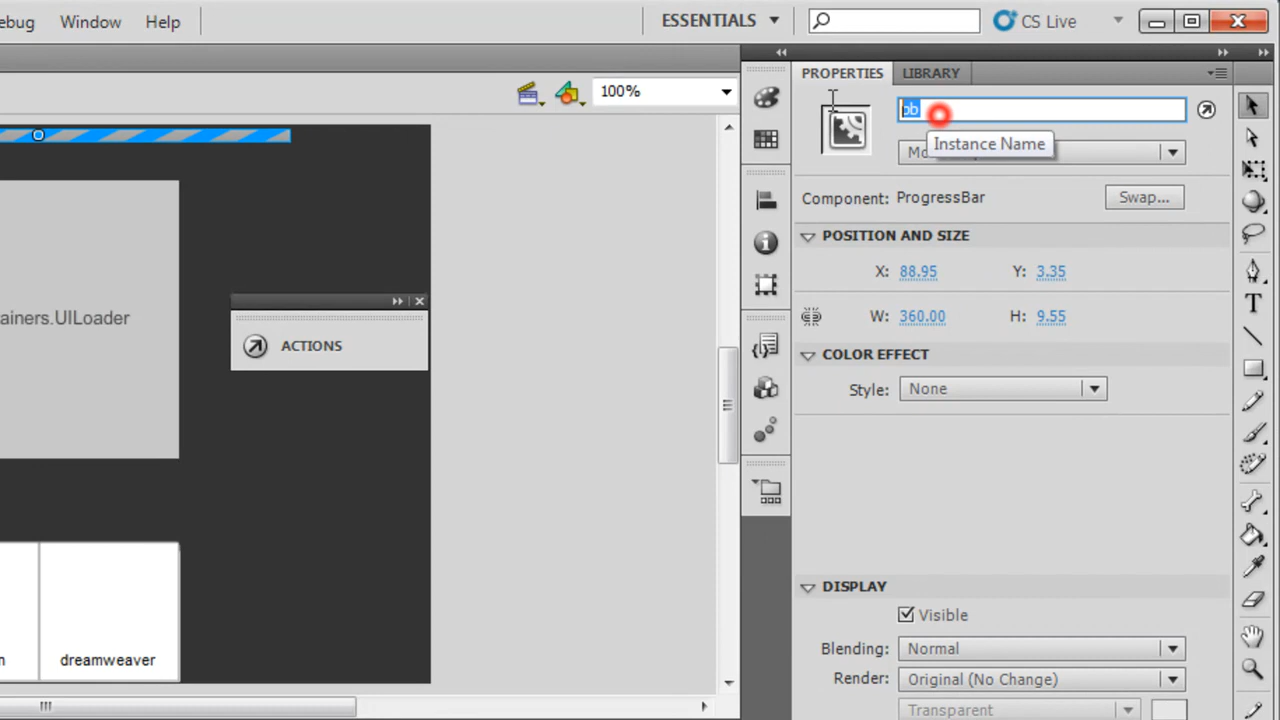 ebug Window Help ESSENTIALS CS Live
100%
PROPERTIES LIBRARY
pb
Instance Name
Component: ProgressBar Swap...
POSITION AND SIZE
X: 88.95 Y: 3.35
W: 360.00 H: 9.55
COLOR EFFECT
Style: None
ainers.UILoader
ACTIONS
DISPLAY
Visible
Blending: Normal
Render: Original (No Change)
Transparent
n dreamweaver